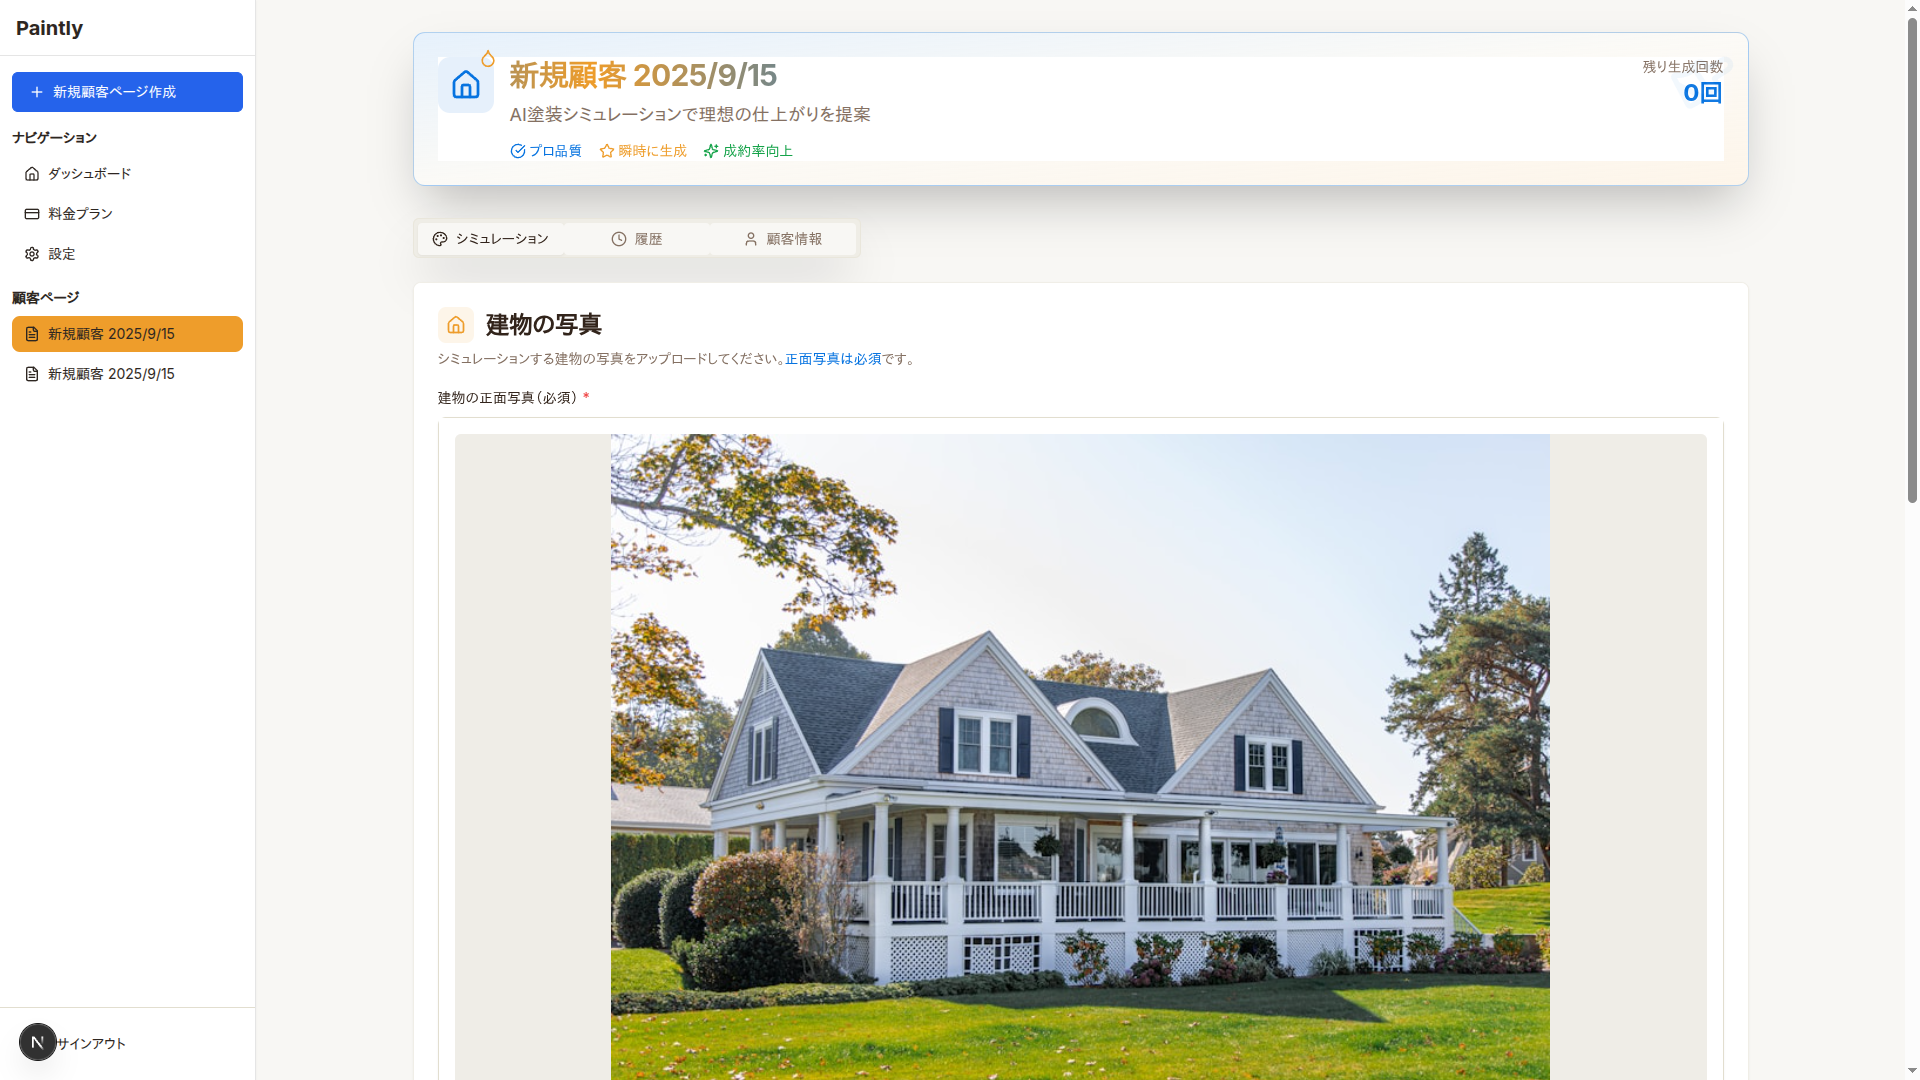 Paintly
新規顧客ページ作成
ナビゲーション
ダッシュボード
料金プラン
設定
顧客ページ
新規顧客 2025/9/15
新規顧客 2025/9/15
N
サインアウト
新規顧客 2025/9/15
AI塗装シミュレーションで理想の仕上がりを提案
プロ品質
瞬時に生成
成約率向上
残り生成回数
0回
シミュレーション
履歴
顧客情報
建物の写真
シミュレーションする建物の写真をアップロードしてください。正面写真は必須です。
建物の正面写真（必須） *